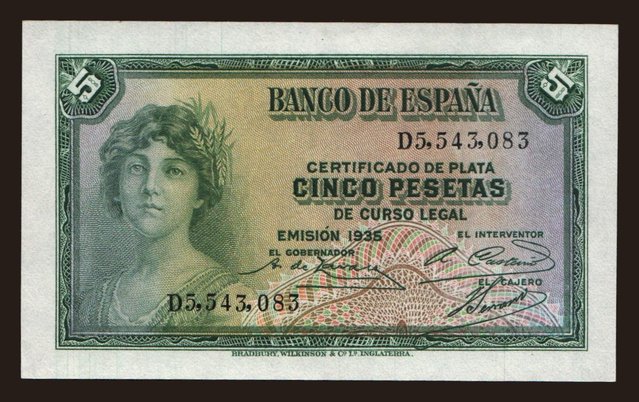 5 5
BANCO DE ESPAÑA
D5,543,083
CERTIFICADO DE PLATA
CINCO PESETAS
DE CURSO LEGAL
EMISIÓN 1935
EL GOBERNADOR
EL INTERVENTOR
EL CAJERO
D5,543,083
BRADBURY, WILKINSON & Cº Lᴰ. INGLATERRA.